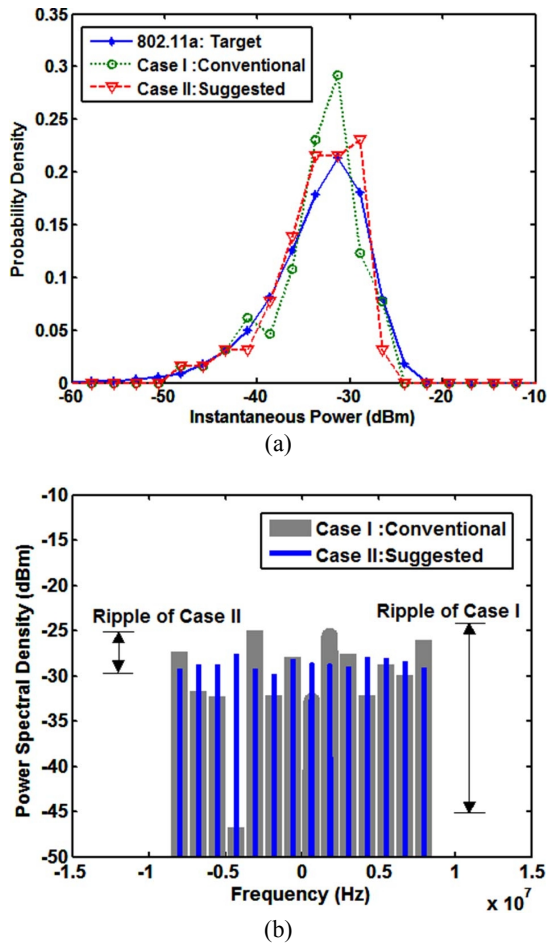 (a)
802.11a: Target
Case I :Conventional
Case II:Suggested
Probability Density
0.35
0.3
0.25
0.2
0.15
0.1
0.05
0
-60 -50 -40 -30 -20 -10
Instantaneous Power (dBm)
(a)
Case I :Conventional
Case II:Suggested
Ripple of Case II
Ripple of Case I
Power Spectral Density (dBm)
-10
-15
-20
-25
-30
-35
-40
-45
-50
-1.5 -1 -0.5 0 0.5 1 1.5
Frequency (Hz)
x 10^7
(b)